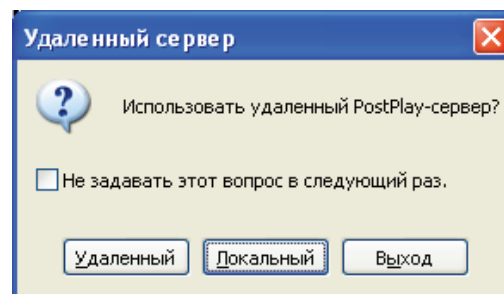 Удаленный сервер
Использовать удаленный PostPlay-сервер?
Не задавать этот вопрос в следующий раз.
Удаленный Локальный Выход